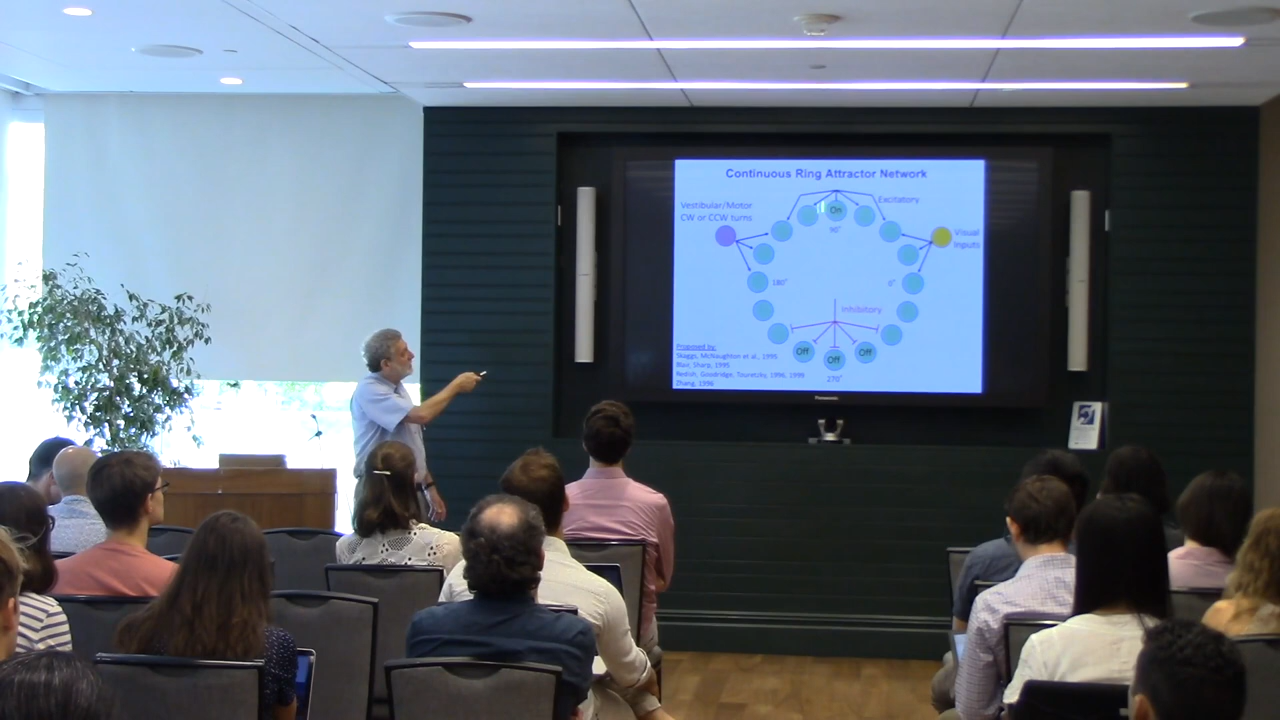 Continuous Ring Attractor Network
Vestibular/Motor
CW or CCW turns
Excitatory
On
90°
Visual
Inputs
180°
0°
Inhibitory
Off
Off
Off
270°
Proposed by:
Skaggs, McNaughton et al., 1995
Blair, Sharp, 1995
Redish, Goodridge, Touretzky, 1996, 1999
Zhang, 1996
Panasonic